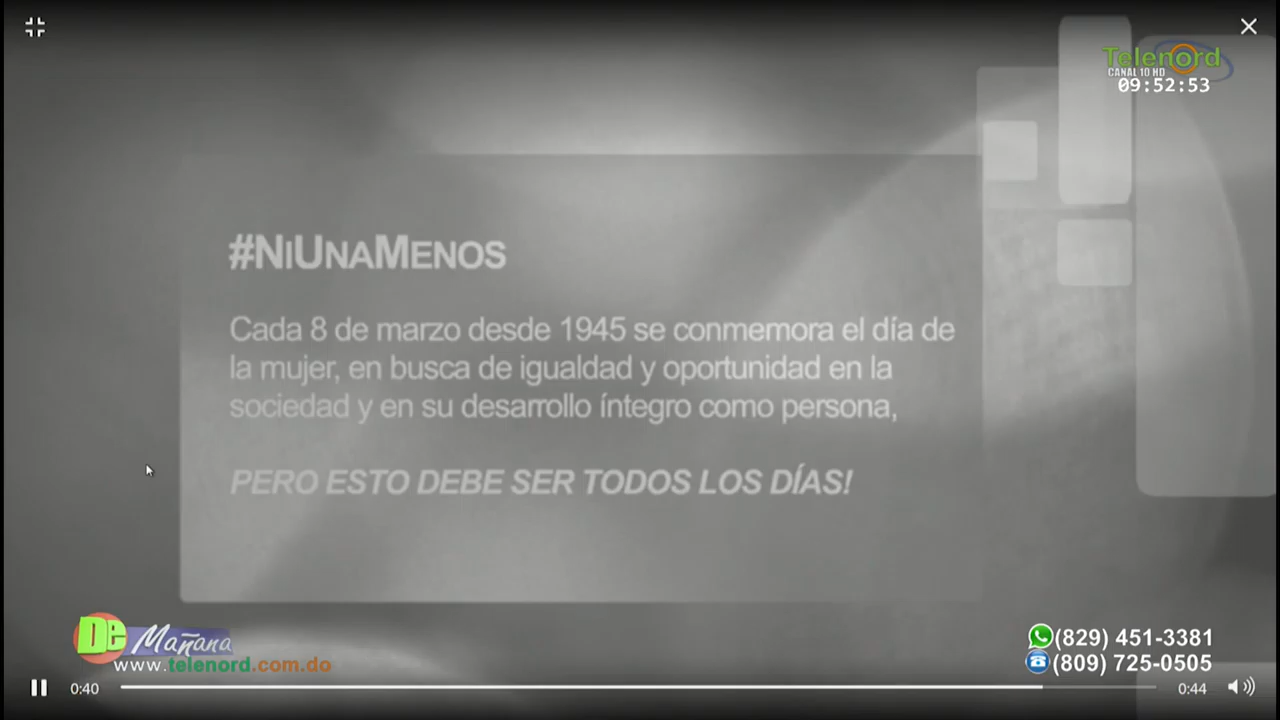 Telenord
CANAL 10 HD
09:52:53
#NIUNAMENOS
Cada 8 de marzo desde 1945 se conmemora el día de
la mujer, en busca de igualdad y oportunidad en la
sociedad y en su desarrollo íntegro como persona,
PERO ESTO DEBE SER TODOS LOS DÍAS!
De Mañana
www.telenord.com.do
(829) 451-3381
(809) 725-0505
0:40
0:44